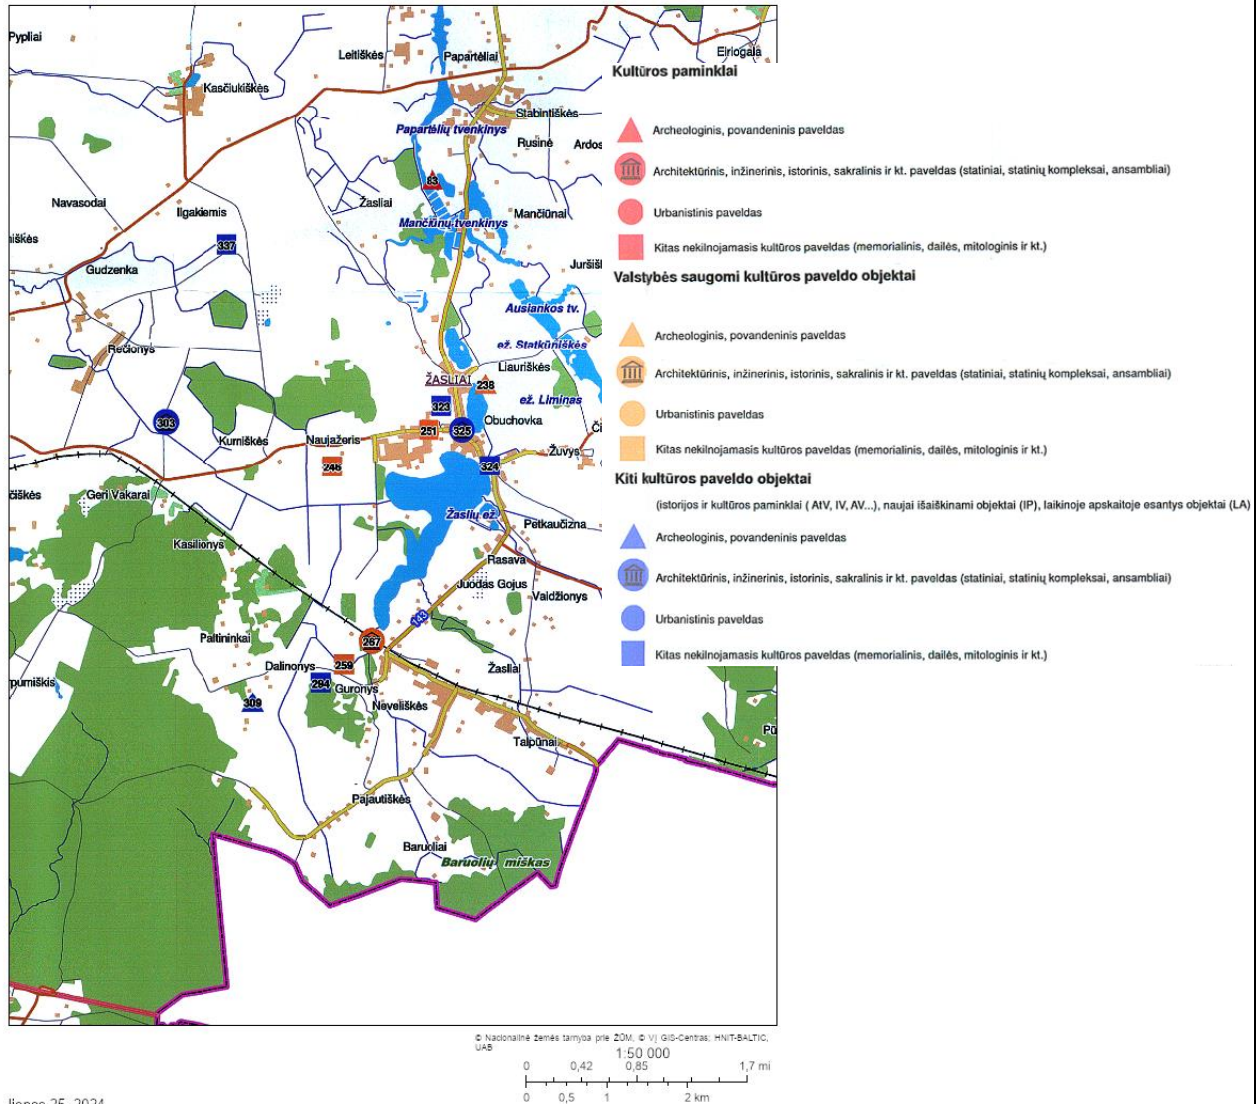 Pypliai
Leitiškės
Papartėliai
Eiriogala
Kasčiukiškės
Stabintiškės
Papartėlių tvenkinys
Rusinė
Ardos
83
Navasodai
Ilgakiemis
Žasliai
Mančiūnai
Mančiūnų tvenkinys
niškės
337
Gudzenka
Juršiš
Ausiankos tv.
Rečionys
ež. Statkūniškės
Liauriškės
ŽASLIAI
238
323
ež. Liminas
303
251
325
Obuchovka
Kurniškės
Naujažeris
246
324
Žuvys
čiškės
Geri Vakarai
Žaslių ež.
Petkaučizna
Kasilionys
Rasava
Juodas Gojus
Valdžionys
143
Paltininkai
267
Dalinonys
259
Žasliai
294
Guronys
309
Neveliškės
Taipūnai
Pajautiškės
Baruoliai
Baruolių miškas
Kultūros paminklai
Archeologinis, povandeninis paveldas
Architektūrinis, inžinerinis, istorinis, sakralinis ir kt. paveldas (statiniai, statinių kompleksai, ansambliai)
Urbanistinis paveldas
Kitas nekilnojamasis kultūros paveldas (memorialinis, dailės, mitologinis ir kt.)
Valstybės saugomi kultūros paveldo objektai
Archeologinis, povandeninis paveldas
Architektūrinis, inžinerinis, istorinis, sakralinis ir kt. paveldas (statiniai, statinių kompleksai, ansambliai)
Urbanistinis paveldas
Kitas nekilnojamasis kultūros paveldas (memorialinis, dailės, mitologinis ir kt.)
Kiti kultūros paveldo objektai
(istorijos ir kultūros paminklai ( AtV, IV, AV...), naujai išaiškinami objektai (IP), laikinoje apskaitoje esantys objektai (LA)
Archeologinis, povandeninis paveldas
Architektūrinis, inžinerinis, istorinis, sakralinis ir kt. paveldas (statiniai, statinių kompleksai, ansambliai)
Urbanistinis paveldas
Kitas nekilnojamasis kultūros paveldas (memorialinis, dailės, mitologinis ir kt.)
© Nacionalinė žemės tarnyba prie ŽŪM, © VĮ GIS-Centras; HNIT-BALTIC,
UAB
1:50 000
0 0,42 0,85 1,7 mi
0 0,5 1 2 km